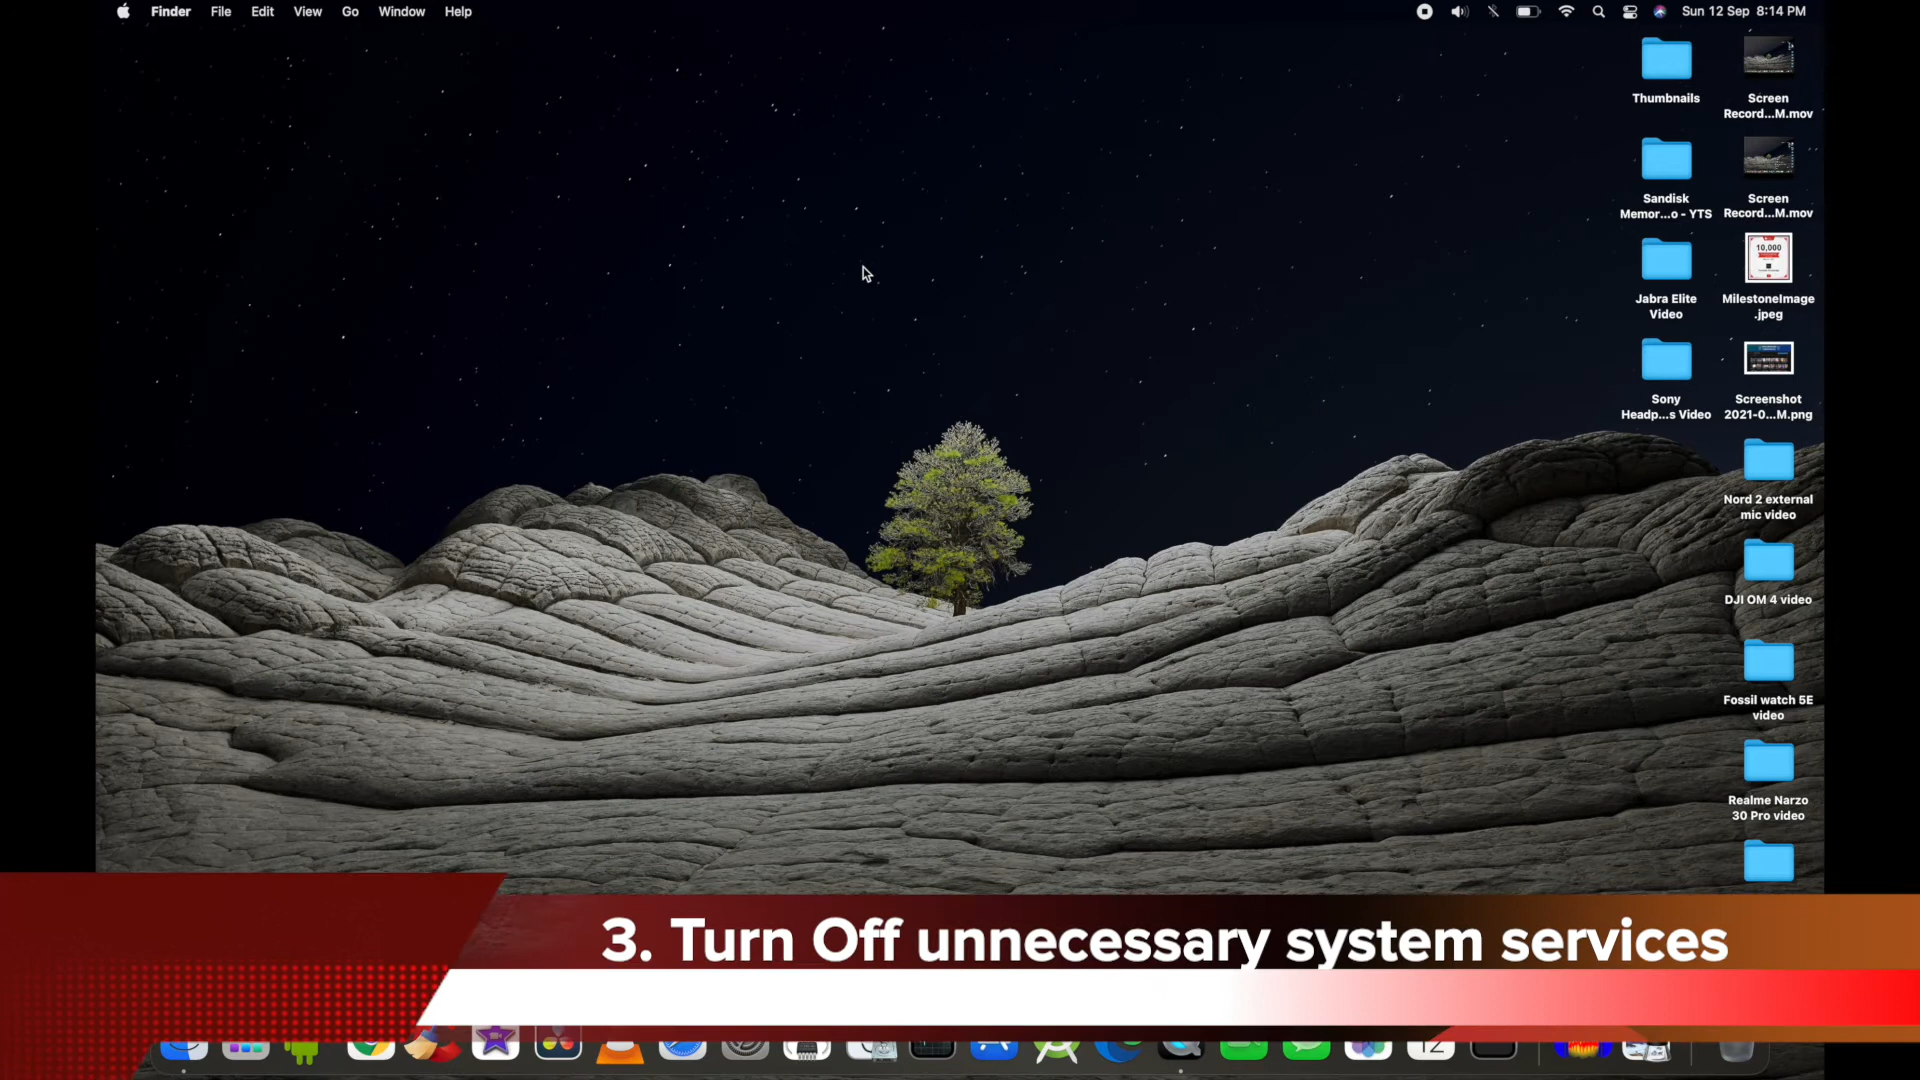 Finder File Edit View Go Window Help
Sun 12 Sep 8:14 PM
Thumbnails
Screen
Record...M.mov
Sandisk
Memor...o - YTS
Screen
Record...M.mov
10,000
Jabra Elite
Video
MilestoneImage
.jpeg
Sony
Headp...s Video
Screenshot
2021-0...M.png
Nord 2 external
mic video
DJI OM 4 video
Fossil watch 5E
video
Realme Narzo
30 Pro video
3. Turn Off unnecessary system services
12